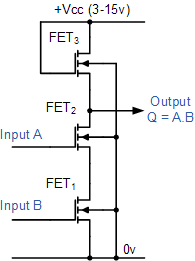 +Vcc (3-15v)
FET3
Output
Q = A.B
FET2
Input A
FET1
Input B
0v